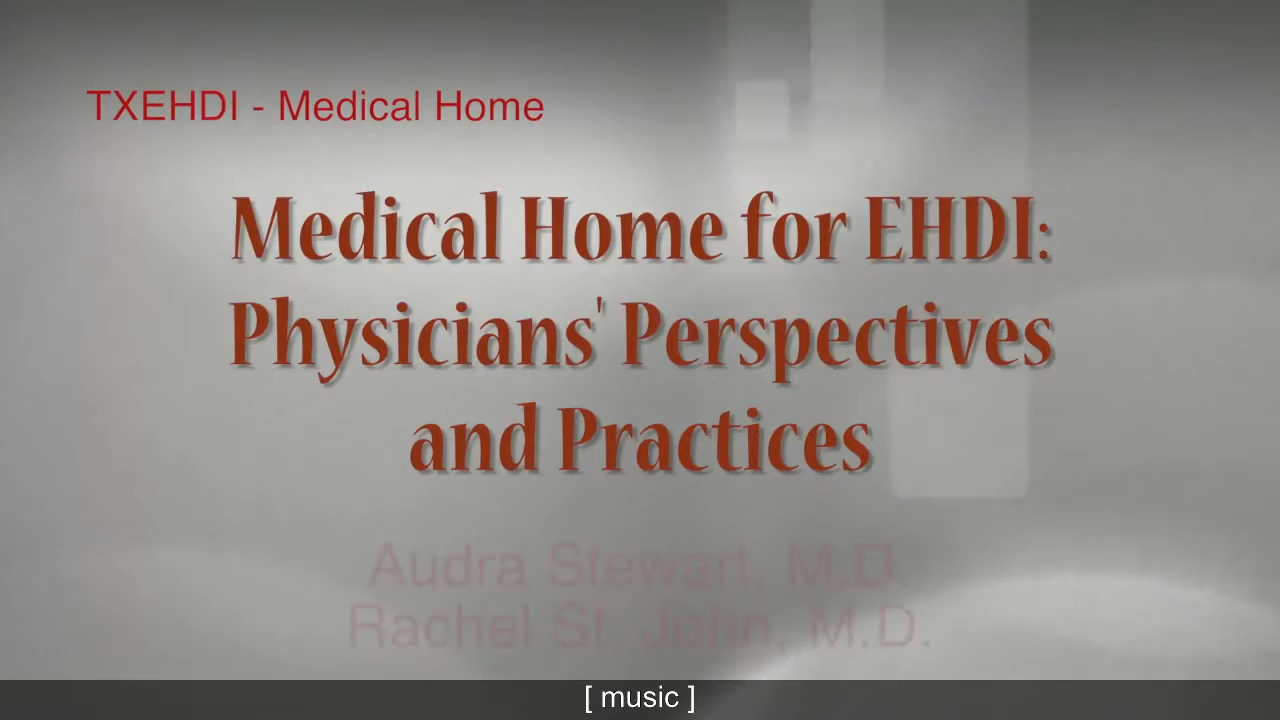 TXEHDI - Medical Home
Medical Home for EHDI:
Physicians' Perspectives
and Practices
Audra Stewart, M.D.
Rachel St. John, M.D.
[ music ]